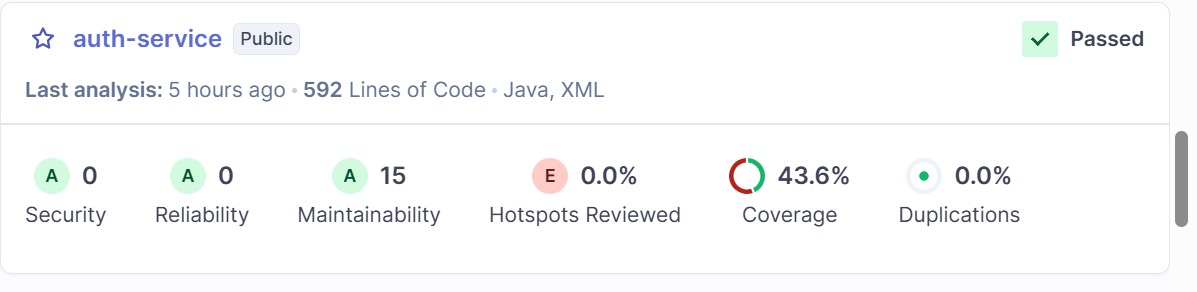 auth-service Public Passed
Last analysis: 5 hours ago • 592 Lines of Code • Java, XML
A 0 A 0 A 15 E 0.0% 43.6% 0.0%
Security Reliability Maintainability Hotspots Reviewed Coverage Duplications